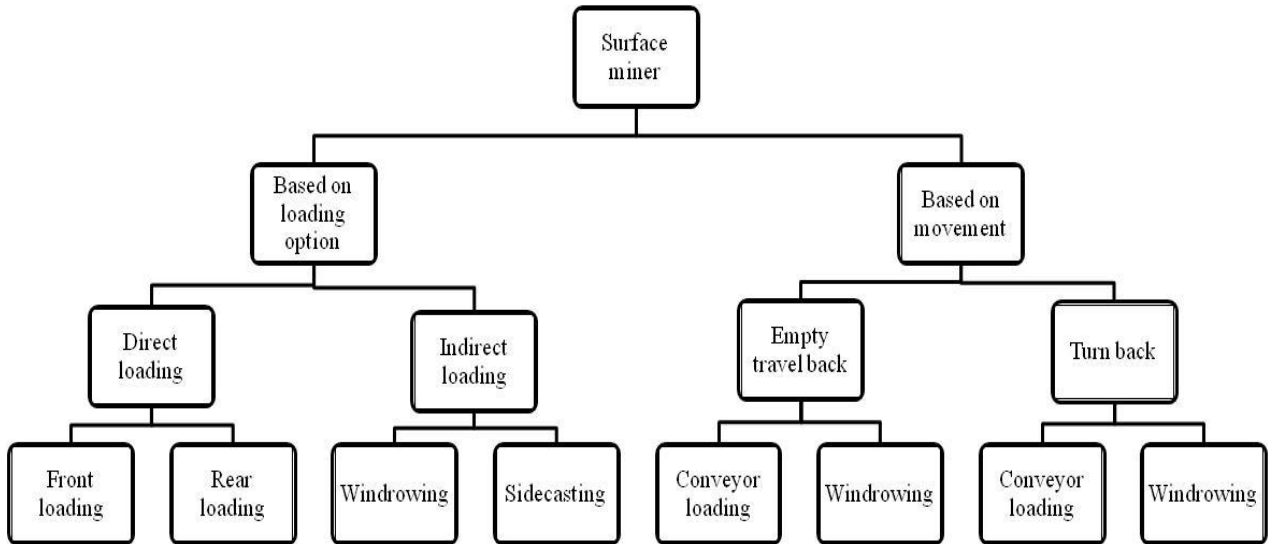 Surface
miner
Based on
loading
option
Based on
movement
Direct
loading
Indirect
loading
Empty
travel back
Turn back
Front
loading
Rear
loading
Windrowing
Sidecasting
Conveyor
loading
Windrowing
Conveyor
loading
Windrowing